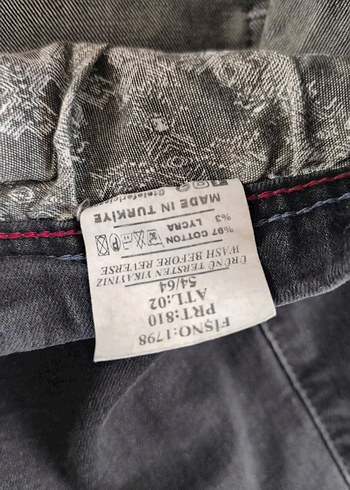 FİŞNO:1798
PRT:810
ATL:02
54/64
ÜRÜNÜ TERSTEN YIKAYINIZ
WASH BEFORE REVERSE
%97 COTTON
%3 LYCRA
MADE IN TURKIYE